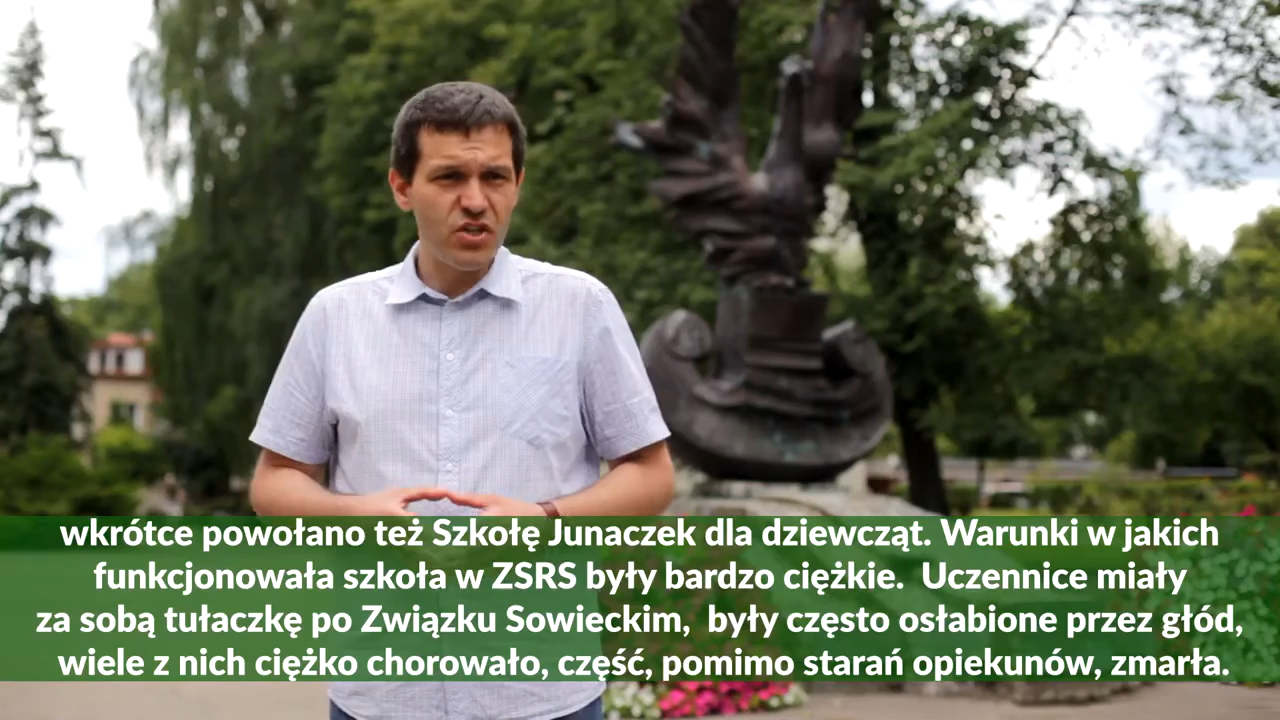 wkrótce powołano też Szkołę Junaczek dla dziewcząt. Warunki w jakich
funkcjonowała szkoła w ZSRS były bardzo ciężkie.  Uczennice miały
za sobą tułaczkę po Związku Sowieckim,  były często osłabione przez głód,
wiele z nich ciężko chorowało, część, pomimo starań opiekunów, zmarła.